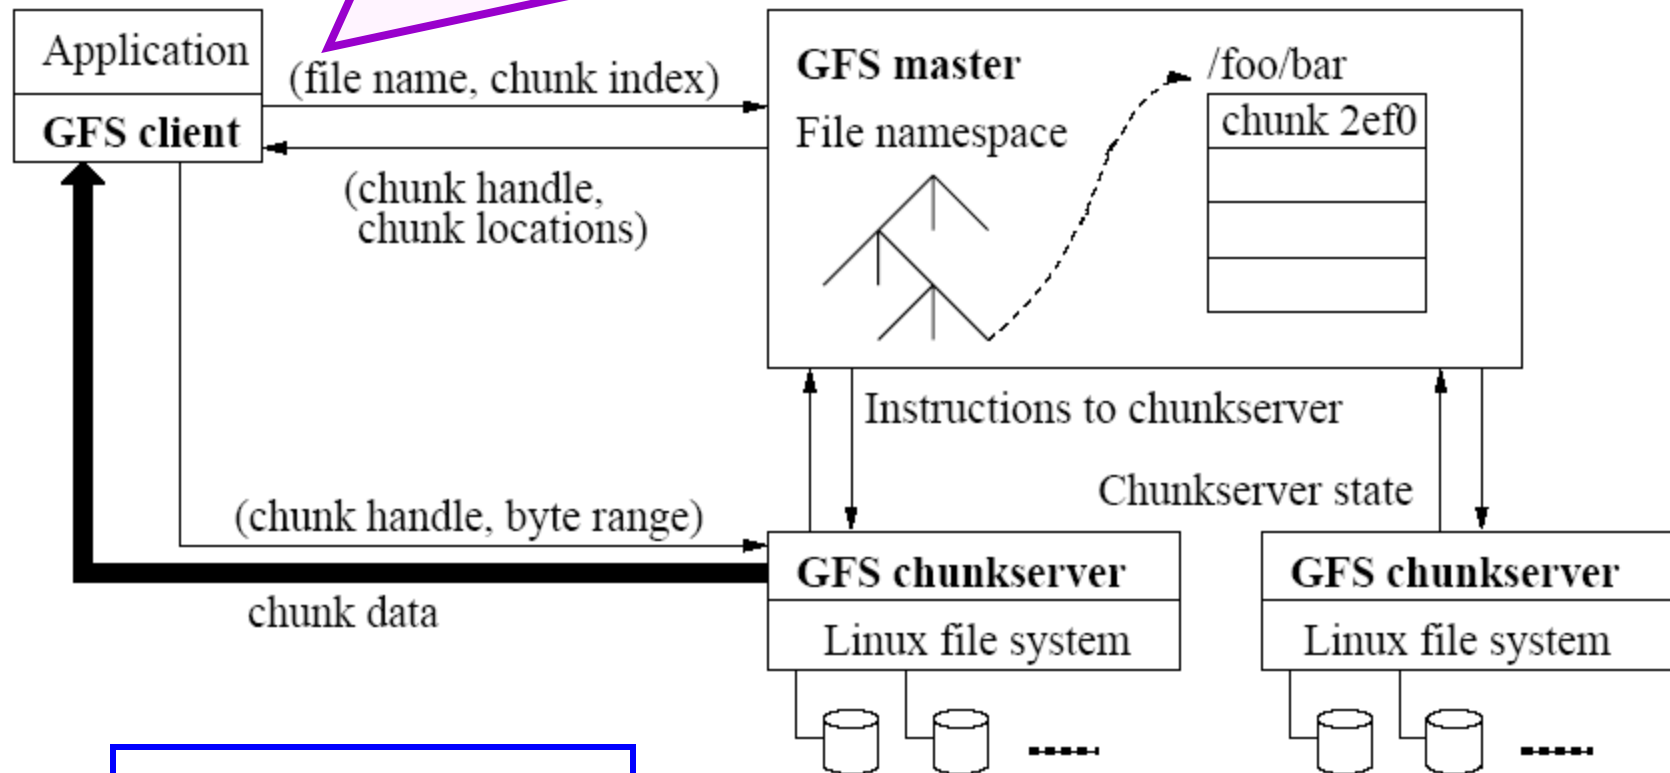 Application
GFS client
(file name, chunk index)
(chunk handle,
chunk locations)
GFS master
File namespace
/foo/bar
chunk 2ef0
Instructions to chunkserver
Chunkserver state
(chunk handle, byte range)
chunk data
GFS chunkserver
Linux file system
GFS chunkserver
Linux file system